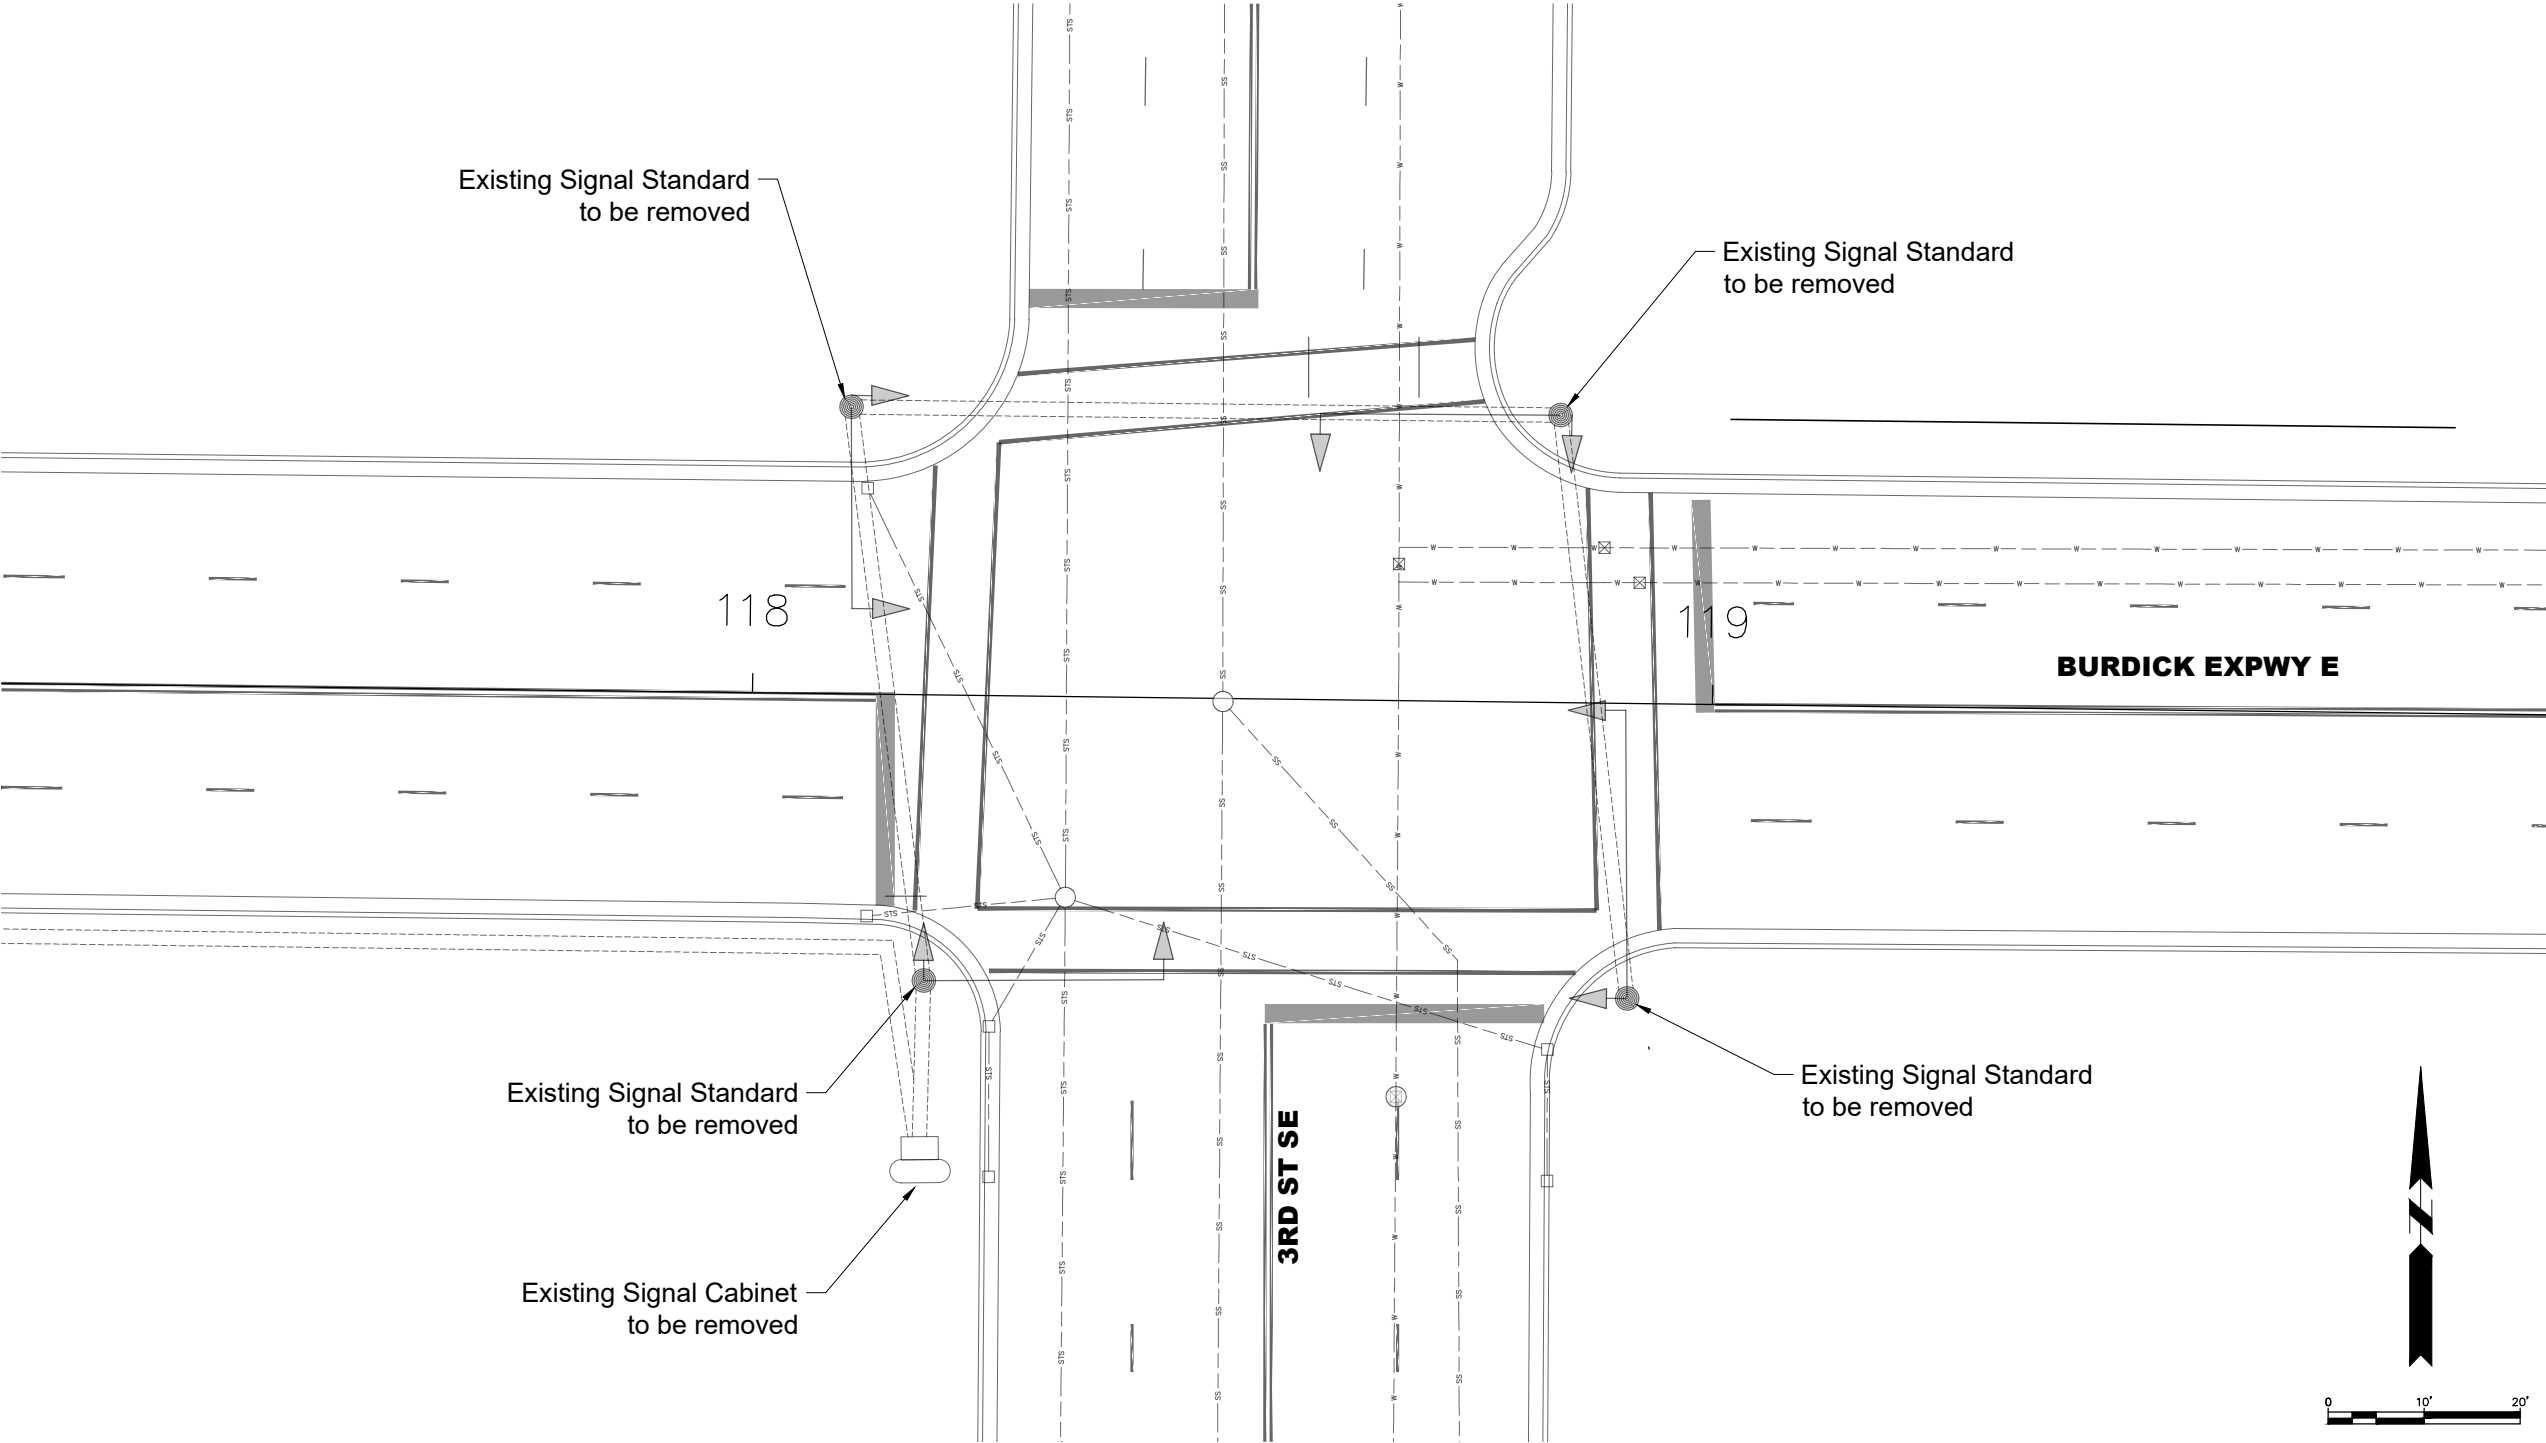 Existing Signal Standard
to be removed
Existing Signal Standard
to be removed
118
119
BURDICK EXPWY E
Existing Signal Standard
to be removed
Existing Signal Standard
to be removed
3RD ST SE
Existing Signal Cabinet
to be removed
N
0 10' 20'
STS
SS
W